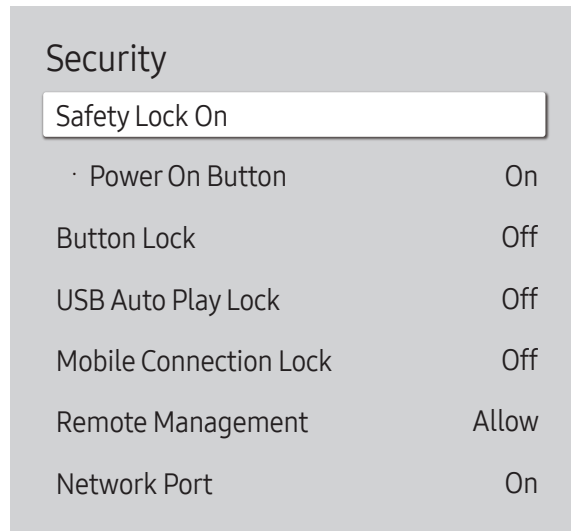 Security
Safety Lock On
· Power On Button On
Button Lock Off
USB Auto Play Lock Off
Mobile Connection Lock Off
Remote Management Allow
Network Port On